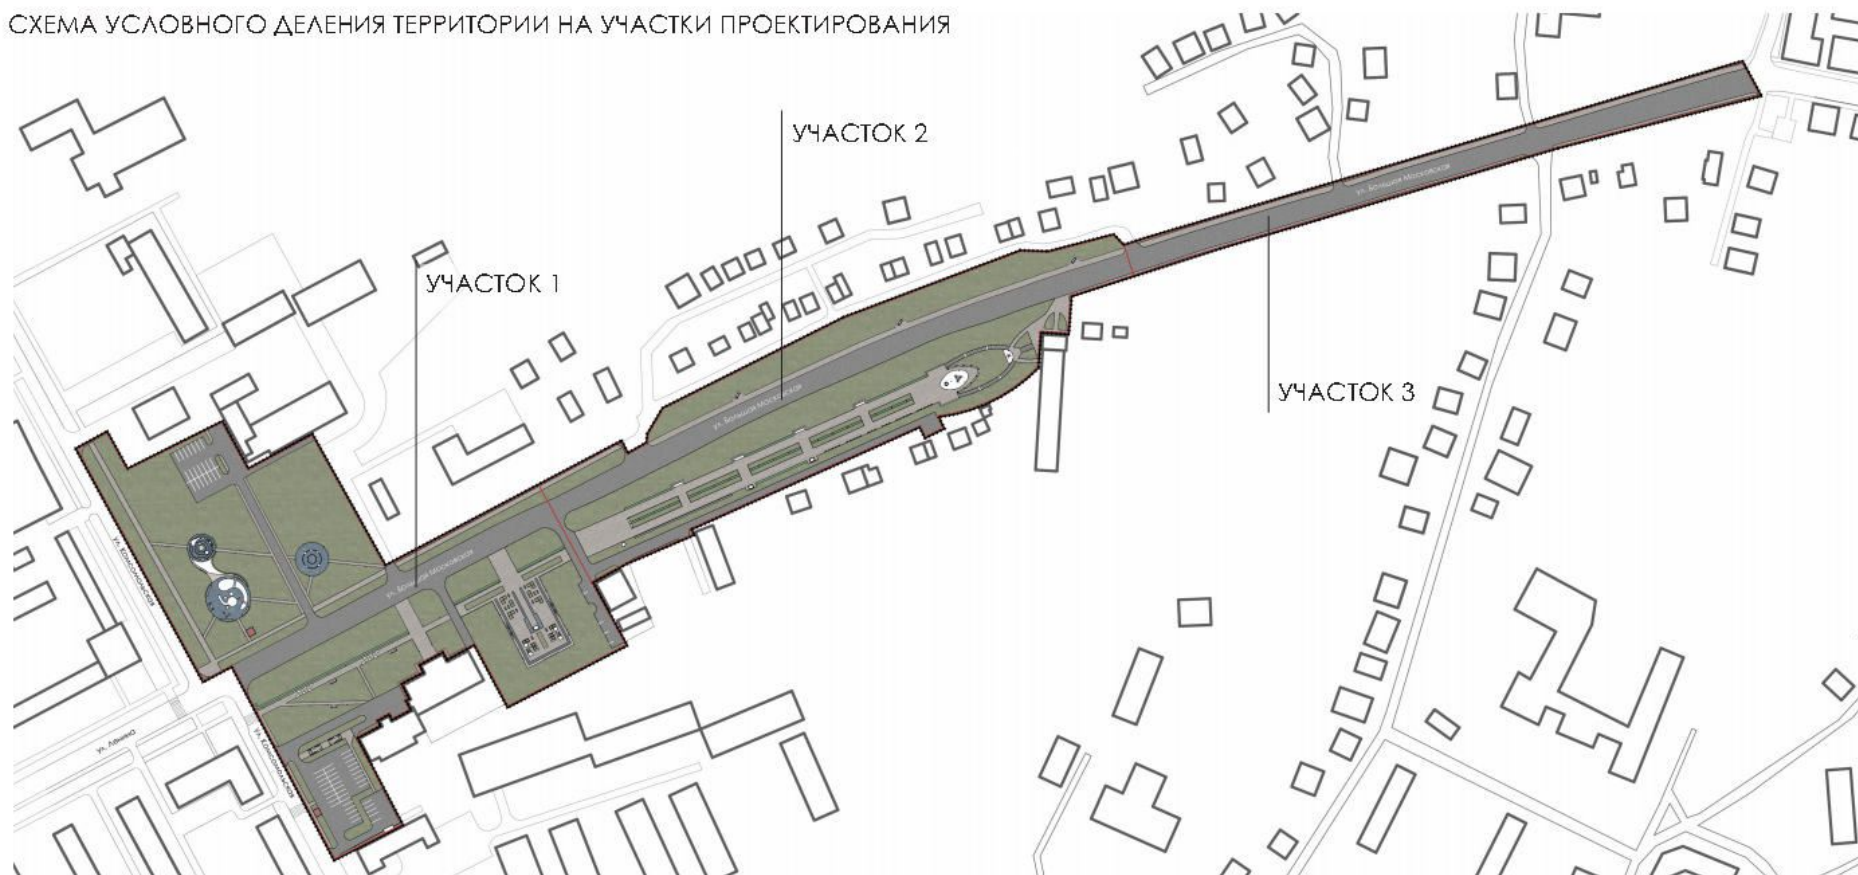 СХЕМА УСЛОВНОГО ДЕЛЕНИЯ ТЕРРИТОРИИ НА УЧАСТКИ ПРОЕКТИРОВАНИЯ
УЧАСТОК 2
ул. Большая Московская
УЧАСТОК 1
ул. Большая Московская
УЧАСТОК 3
ул. Комсомольская
ул. Большая Московская
ул. Ленина
ул. Комсомольская